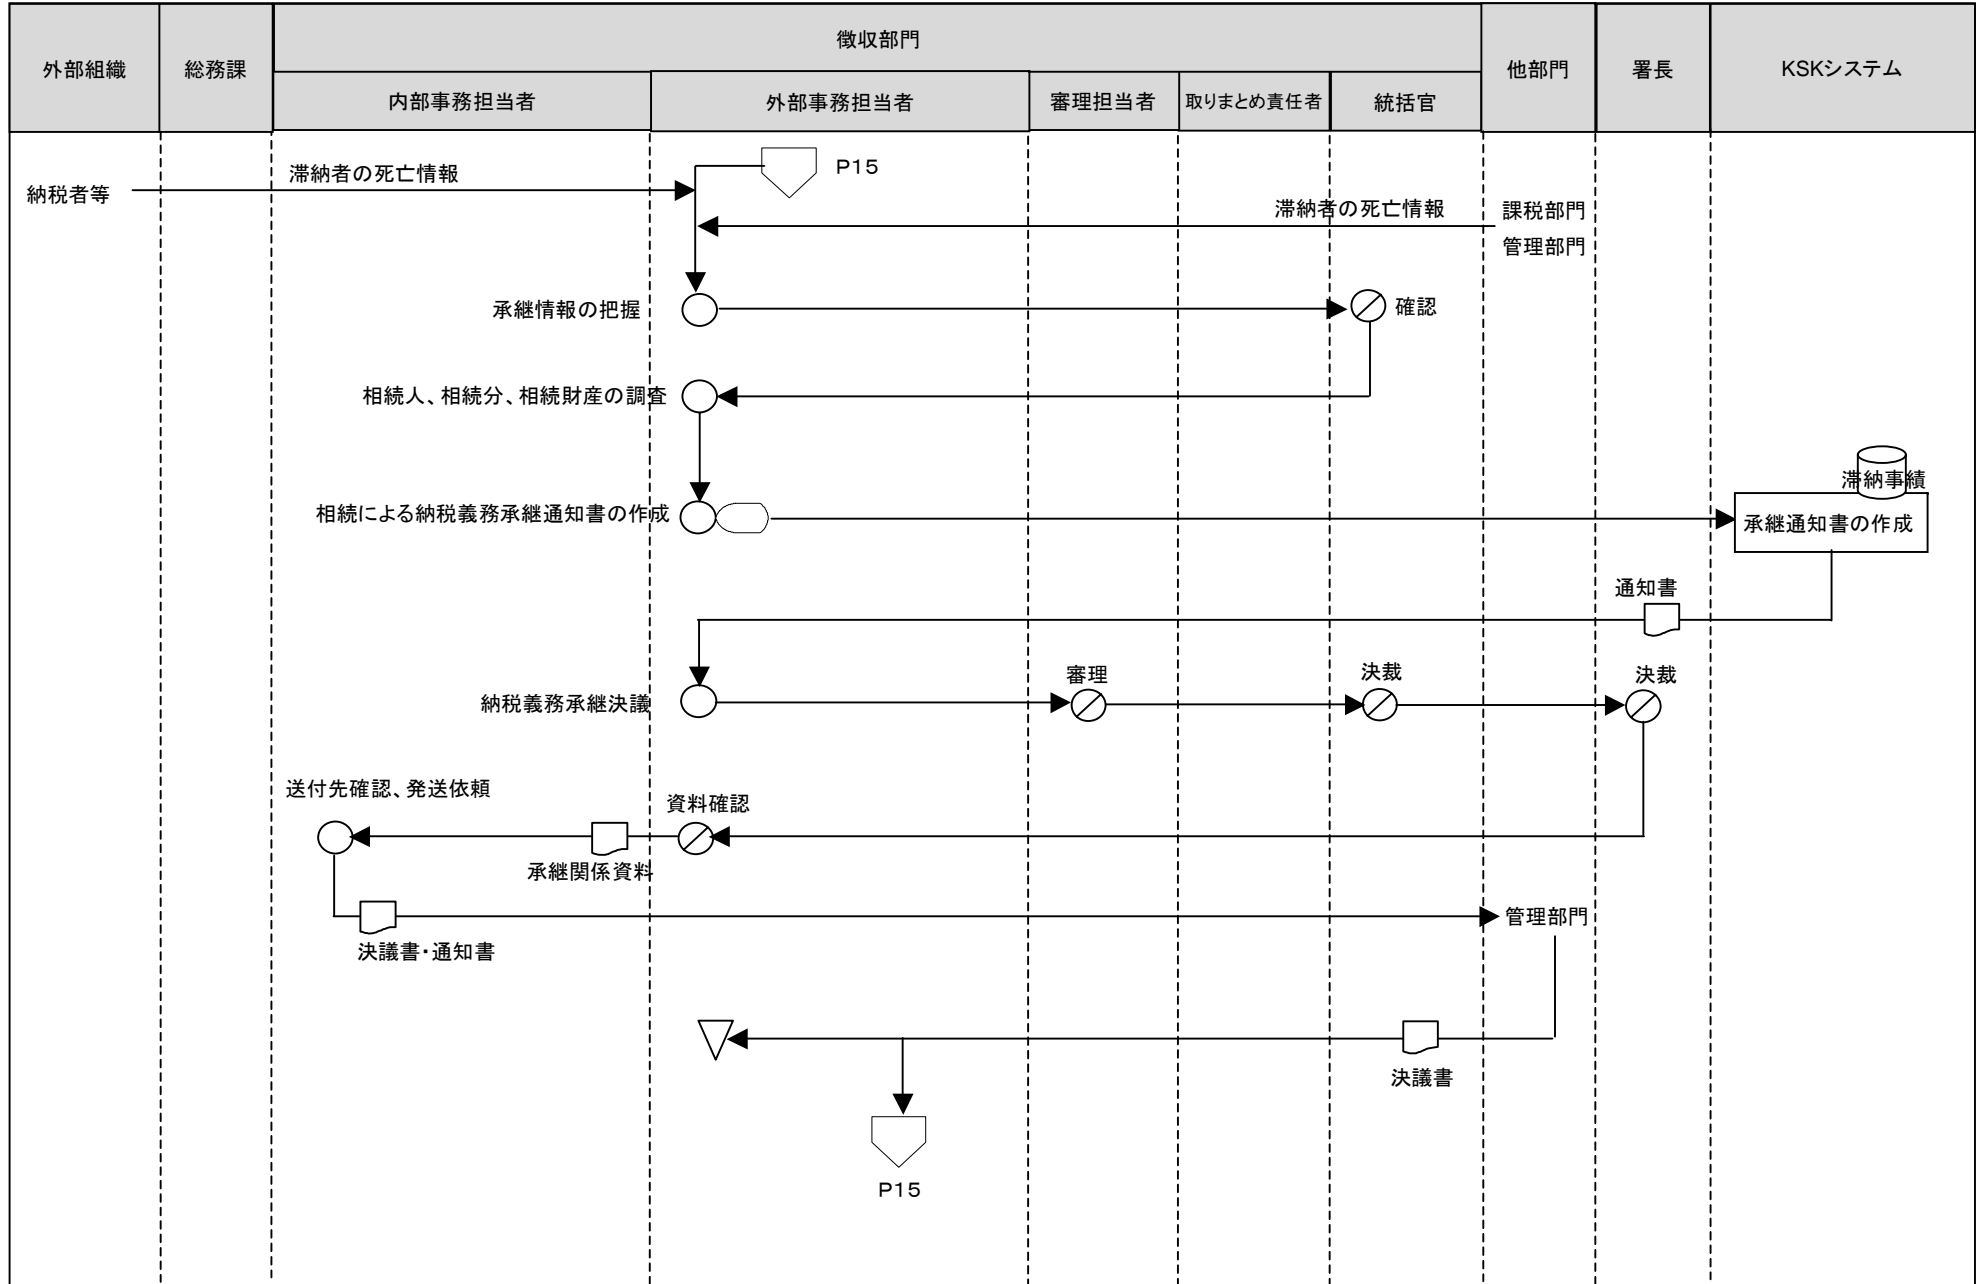 外部組織
総務課
徴収部門
他部門
署長
KSKシステム
内部事務担当者
外部事務担当者
審理担当者
取りまとめ責任者
統括官
P15
滞納者の死亡情報
納税者等
滞納者の死亡情報
課税部門
管理部門
承継情報の把握
確認
相続人、相続分、相続財産の調査
滞納事績
相続による納税義務承継通知書の作成
承継通知書の作成
通知書
審理
決裁
決裁
納税義務承継決議
送付先確認、発送依頼
資料確認
承継関係資料
管理部門
決議書・通知書
決議書
P15